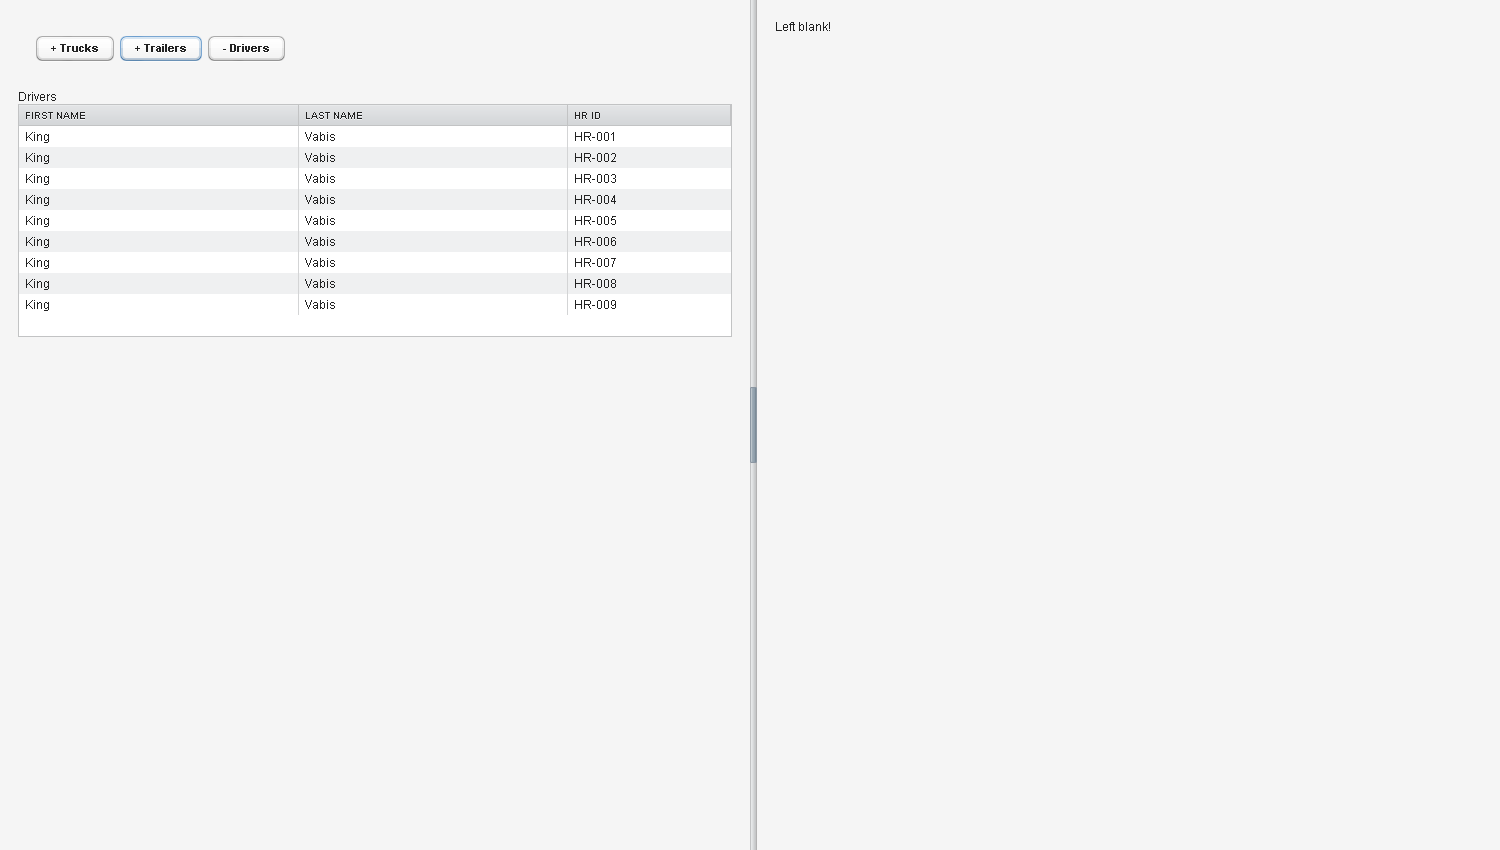 + Trucks + Trailers - Drivers
Left blank!
Drivers
FIRST NAME LAST NAME HR ID
King Vabis HR-001
King Vabis HR-002
King Vabis HR-003
King Vabis HR-004
King Vabis HR-005
King Vabis HR-006
King Vabis HR-007
King Vabis HR-008
King Vabis HR-009